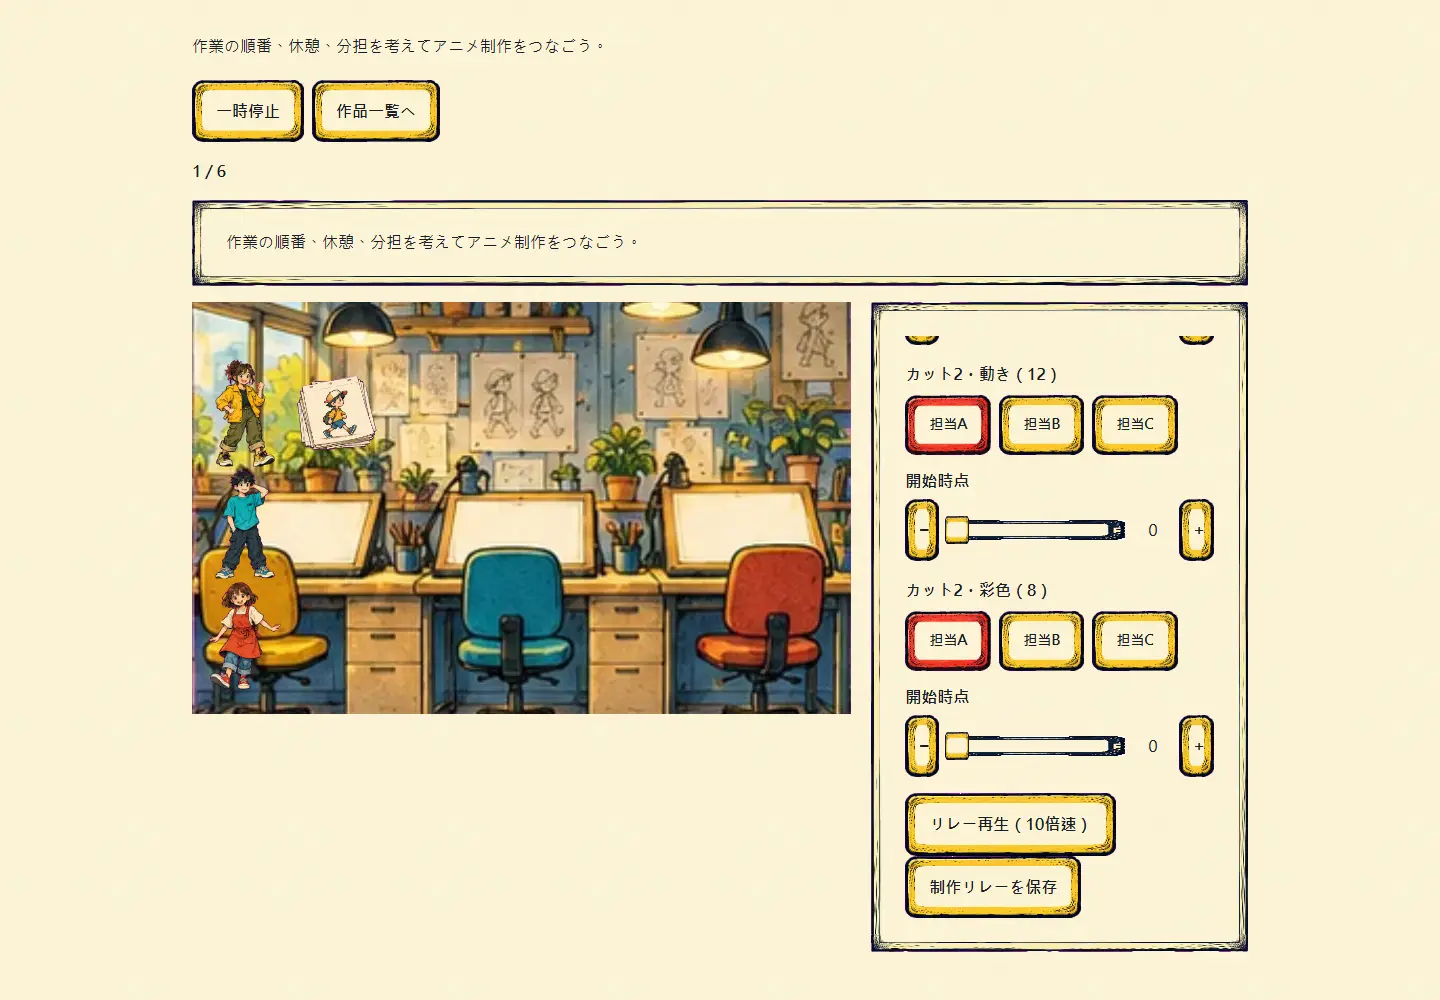 作業の順番、休憩、分担を考えてアニメ制作をつなごう。
一時停止
作品一覧へ
1 / 6
作業の順番、休憩、分担を考えてアニメ制作をつなごう。
カット2・動き ( 12 )
担当A
担当B
担当C
開始時点
−
0
+
カット2・彩色 ( 8 )
担当A
担当B
担当C
開始時点
−
0
+
リレー再生 ( 10倍速 )
制作リレーを保存